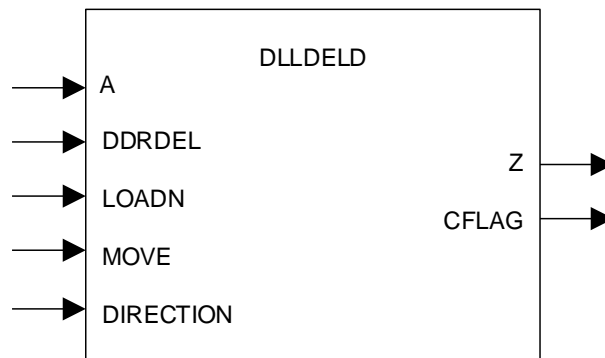 DLLDELD
A
DDRDEL
Z
LOADN
CFLAG
MOVE
DIRECTION